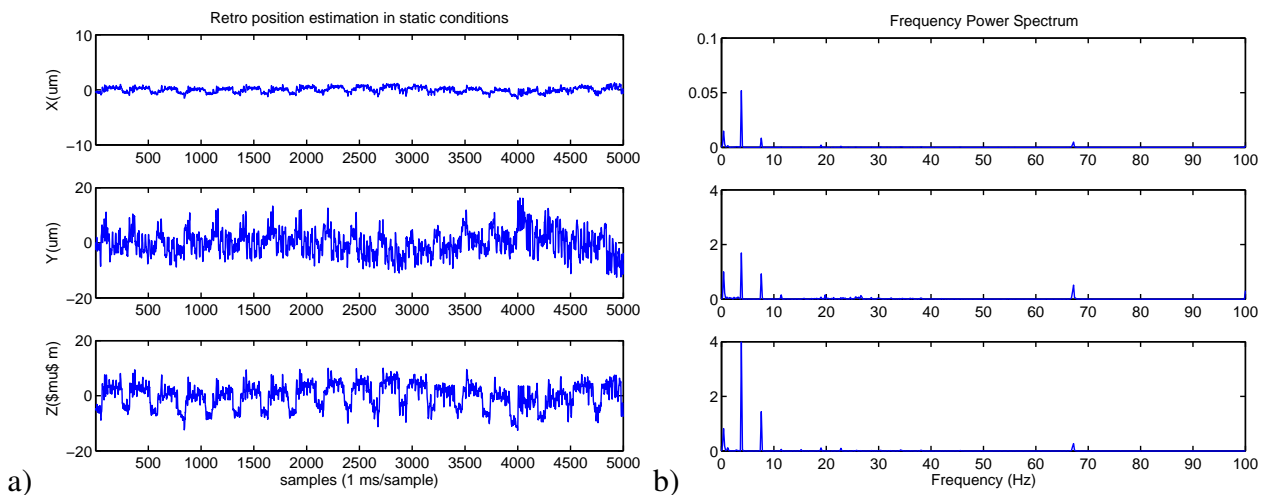 Retro position estimation in static conditions
10
0
−10
X(um)
500 1000 1500 2000 2500 3000 3500 4000 4500 5000
20
0
−20
Y(um)
500 1000 1500 2000 2500 3000 3500 4000 4500 5000
20
0
−20
Z($mu$ m)
500 1000 1500 2000 2500 3000 3500 4000 4500 5000
samples (1 ms/sample)
a)
Frequency Power Spectrum
0.1
0.05
0
0 10 20 30 40 50 60 70 80 90 100
4
2
0
0 10 20 30 40 50 60 70 80 90 100
4
2
0
0 10 20 30 40 50 60 70 80 90 100
Frequency (Hz)
b)